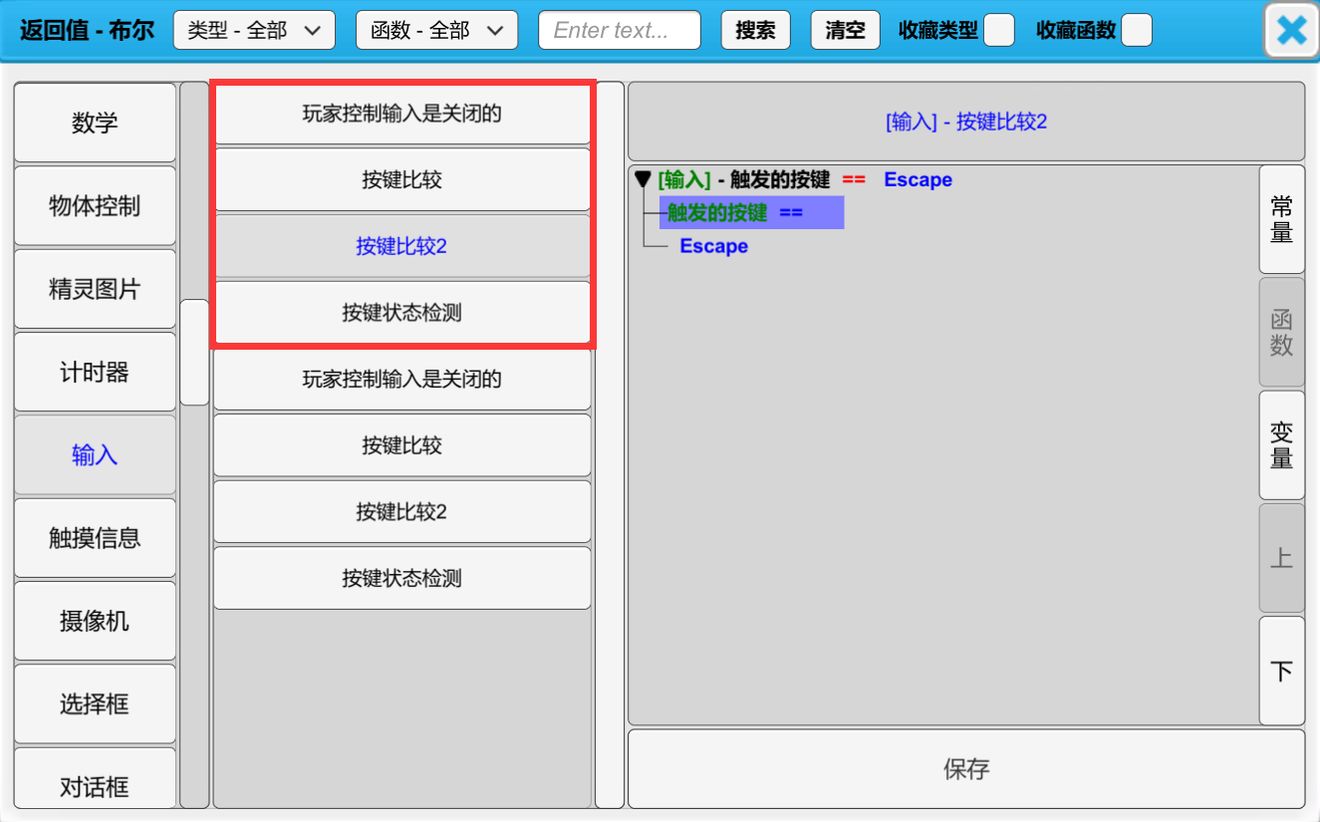 返回值 - 布尔 类型 - 全部 函数 - 全部 Enter text... 搜索 清空 收藏类型 收藏函数
数学
物体控制
精灵图片
计时器
输入
触摸信息
摄像机
选择框
对话框
玩家控制输入是关闭的
按键比较
按键比较2
按键状态检测
玩家控制输入是关闭的
按键比较
按键比较2
按键状态检测
[输入] - 按键比较2
[输入] - 触发的按键 == Escape
触发的按键 ==
Escape
常量
函数
变量
上
下
保存